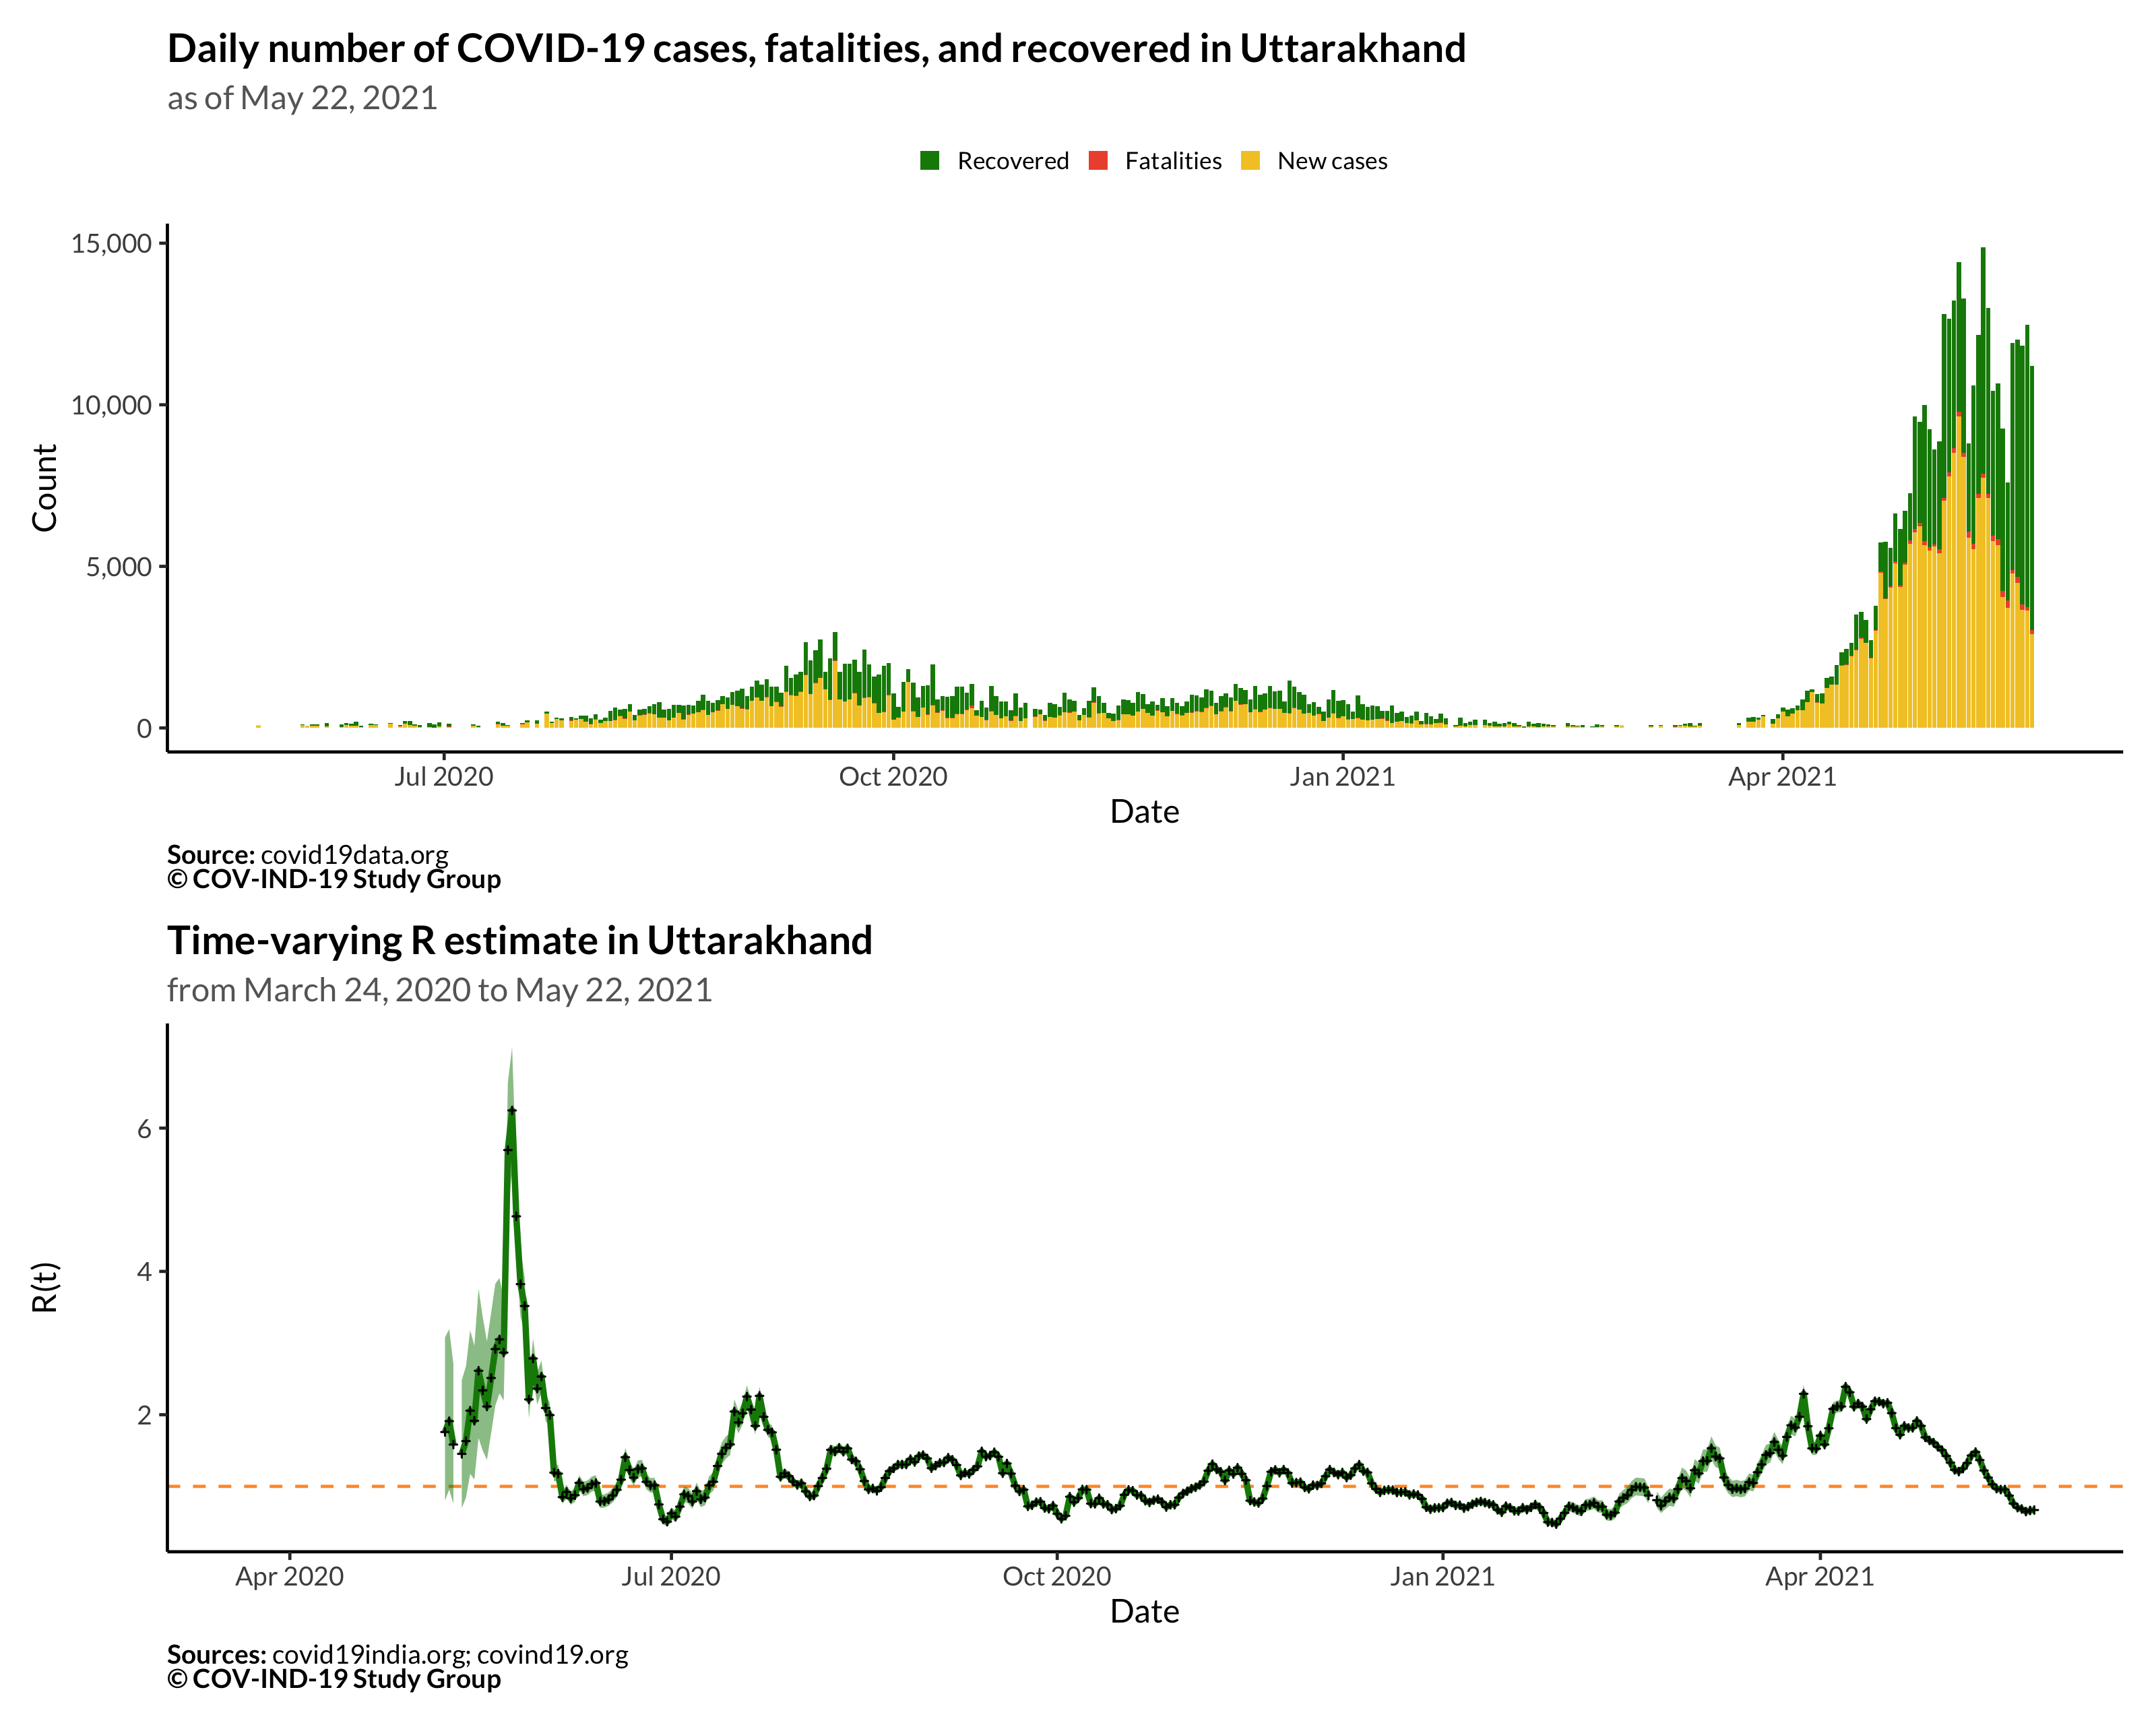 Daily number of COVID-19 cases, fatalities, and recovered in Uttarakhand
as of May 22, 2021
Recovered Fatalities New cases
15,000
10,000
5,000
0
Count
Jul 2020 Oct 2020 Jan 2021 Apr 2021
Date
Source: covid19data.org
© COV-IND-19 Study Group
Time-varying R estimate in Uttarakhand
from March 24, 2020 to May 22, 2021
6
4
2
R(t)
Apr 2020 Jul 2020 Oct 2020 Jan 2021 Apr 2021
Date
Sources: covid19india.org; covind19.org
© COV-IND-19 Study Group